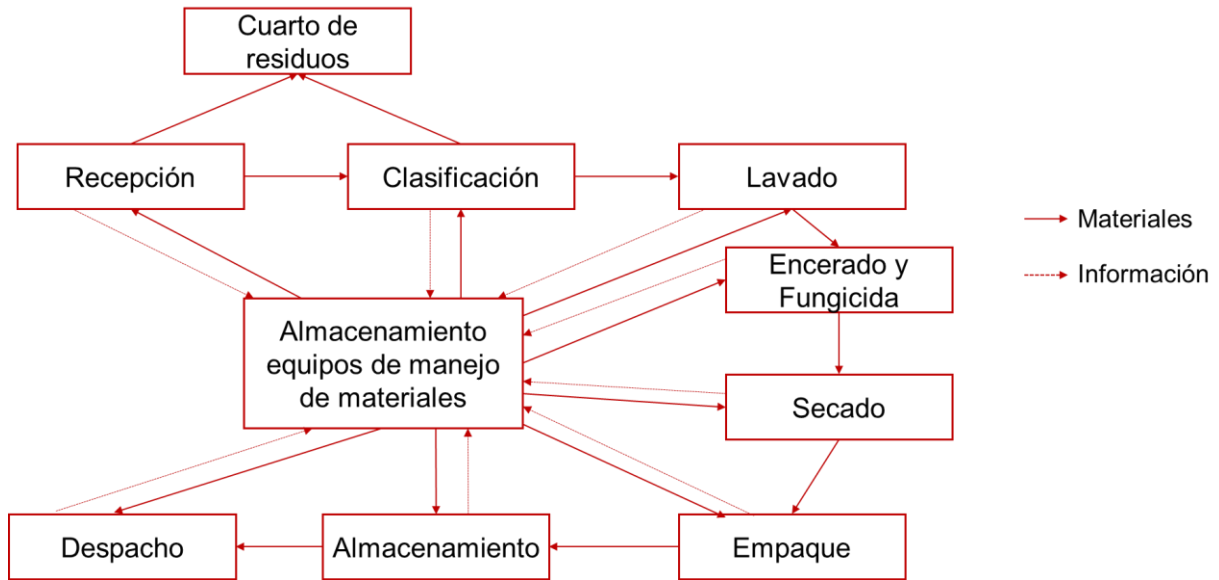 Cuarto de
residuos
Recepción
Clasificación
Lavado
Materiales
Información
Encerado y
Fungicida
Almacenamiento
equipos de manejo
de materiales
Secado
Despacho
Almacenamiento
Empaque